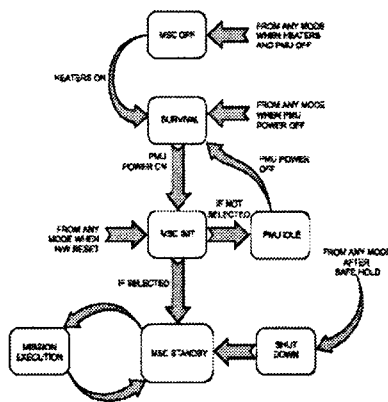 MSC OFF
FROM ANY MODE
WHEN HEATERS
AND PMU OFF
HEATERS ON
SURVIVAL
FROM ANY MODE
WHEN PMU
POWER OFF
PMU
POWER ON
PMU POWER
OFF
IF NOT
SELECTED
FROM ANY
MODE WHEN
H/W RESET
MSC INIT
PMU IDLE
FROM ANY MODE
AFTER
SAFE HOLD
IF SELECTED
MISSION
EXECUTION
MSC STANDBY
SHUT
DOWN